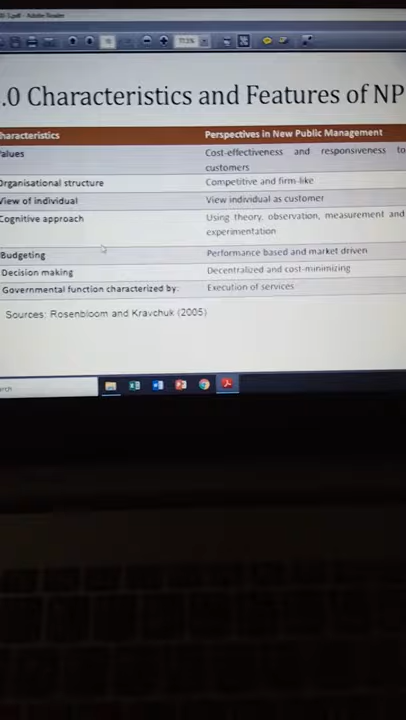 .pdf - Adobe Reader
.0 Characteristics and Features of NP
haracteristics Perspectives in New Public Management
alues Cost-effectiveness and responsiveness to
customers
Organisational structure Competitive and firm-like
View of individual View individual as customer
Cognitive approach Using theory, observation, measurement and
experimentation
Budgeting Performance based and market driven
Decision making Decentralized and cost-minimizing
Governmental function characterized by: Execution of services
Sources: Rosenbloom and Kravchuk (2005)